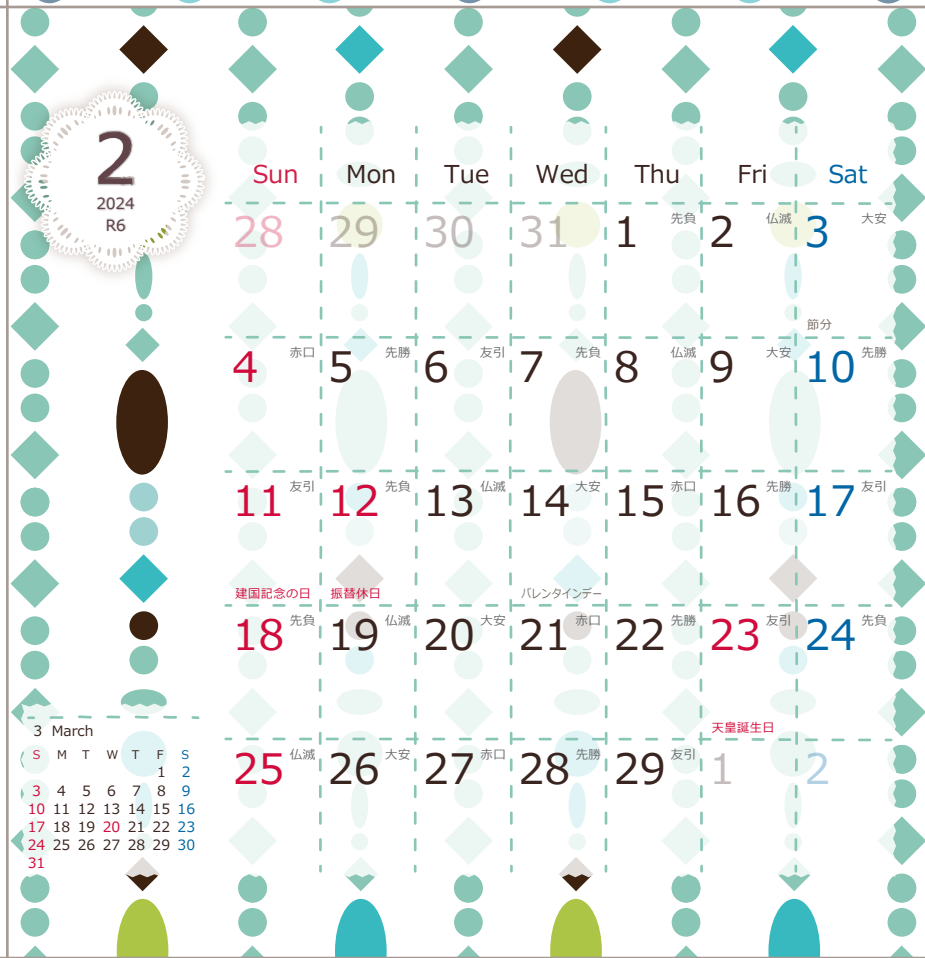 2
2024
R6
Sun Mon Tue Wed Thu Fri Sat
28 29 30 31 1 先負 2 仏滅 3 大安
節分
4 赤口 5 先勝 6 友引 7 先負 8 仏滅 9 大安 10 先勝
11 友引 12 先負 13 仏滅 14 大安 15 赤口 16 先勝 17 友引
建国記念の日 振替休日 バレンタインデー
18 先負 19 仏滅 20 大安 21 赤口 22 先勝 23 友引 24 先負
天皇誕生日
25 仏滅 26 大安 27 赤口 28 先勝 29 友引 1 2
3 March
S M T W T F S
1 2
3 4 5 6 7 8 9
10 11 12 13 14 15 16
17 18 19 20 21 22 23
24 25 26 27 28 29 30
31